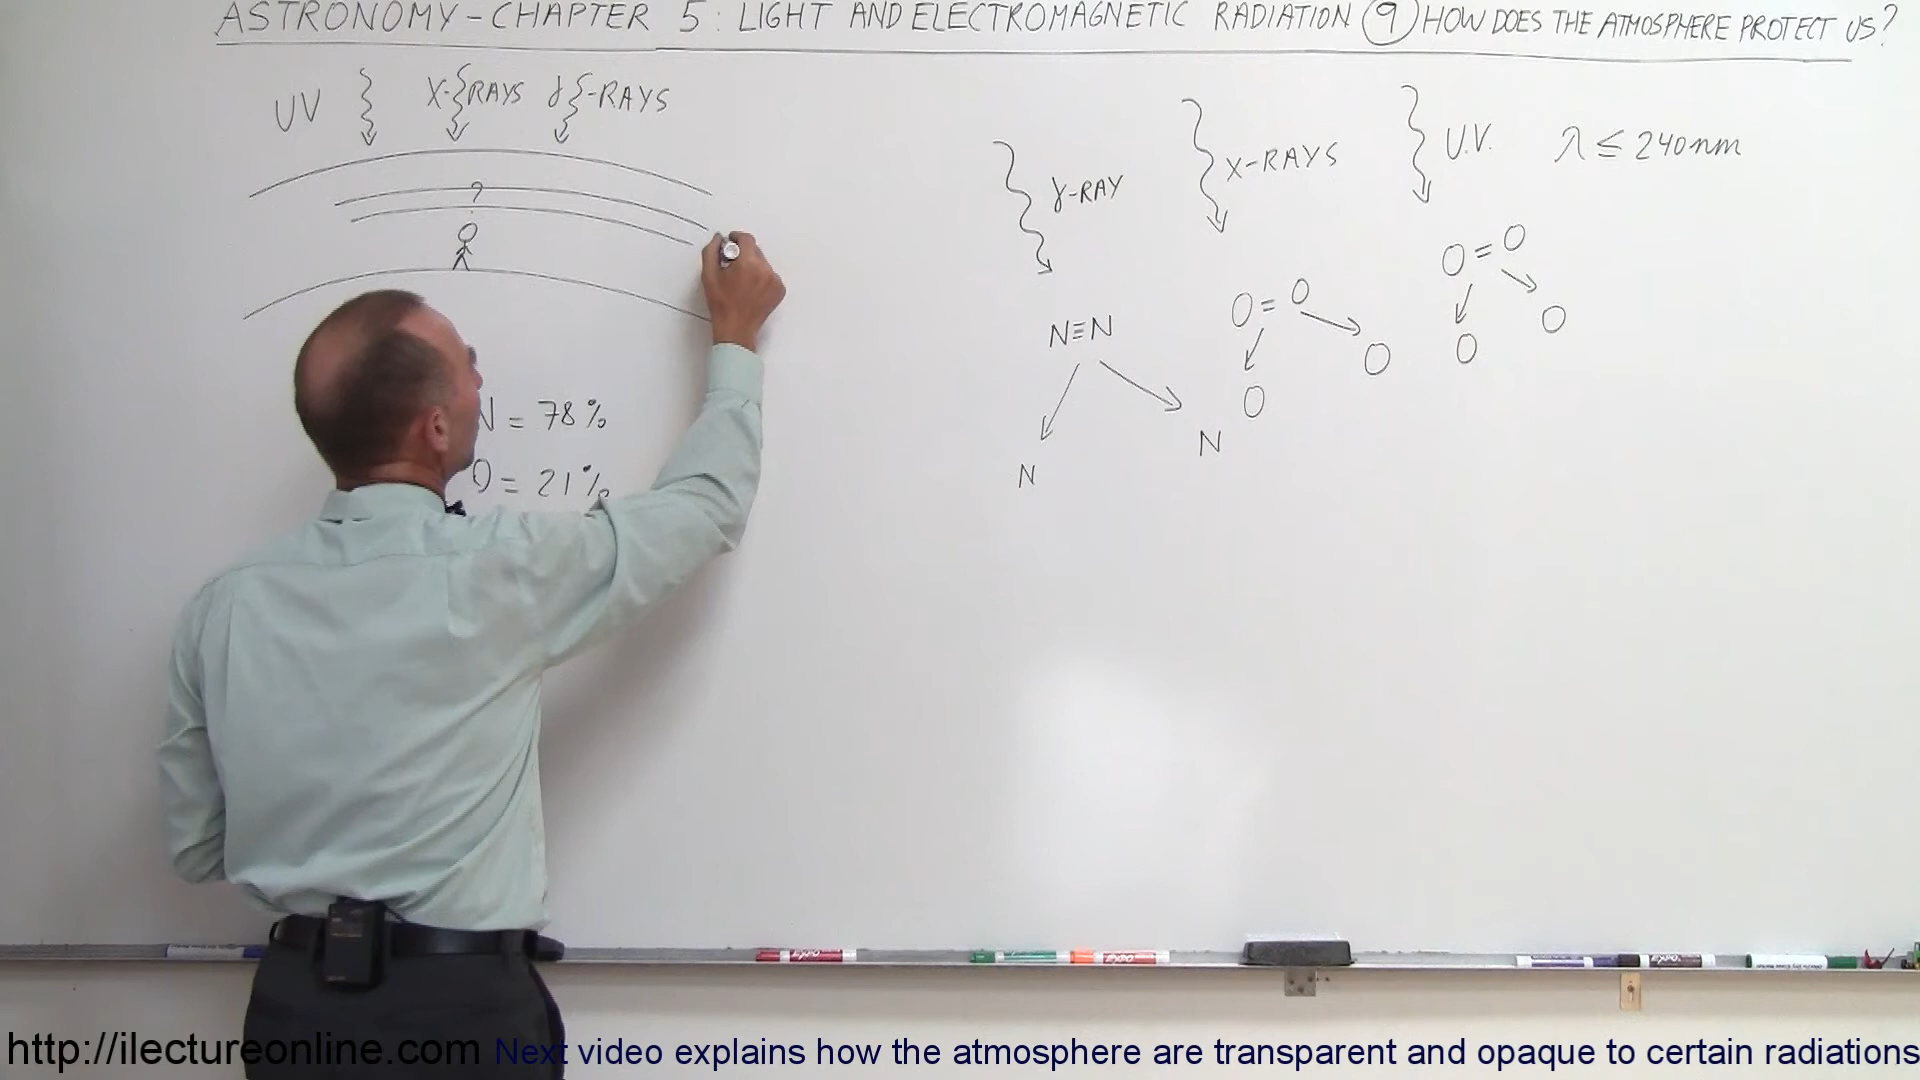 ASTRONOMY - CHAPTER 5 : LIGHT AND ELECTROMAGNETIC RADIATION 9 HOW DOES THE ATMOSPHERE PROTECT US?
UV X-RAYS γ-RAYS
?
N = 78%
O = 21%
γ-RAY
X-RAYS
U.V. λ ≤ 240nm
N≡N
N N
O = O
O O
O = O
O O
http://ilectureonline.com Next video explains how the atmosphere are transparent and opaque to certain radiations